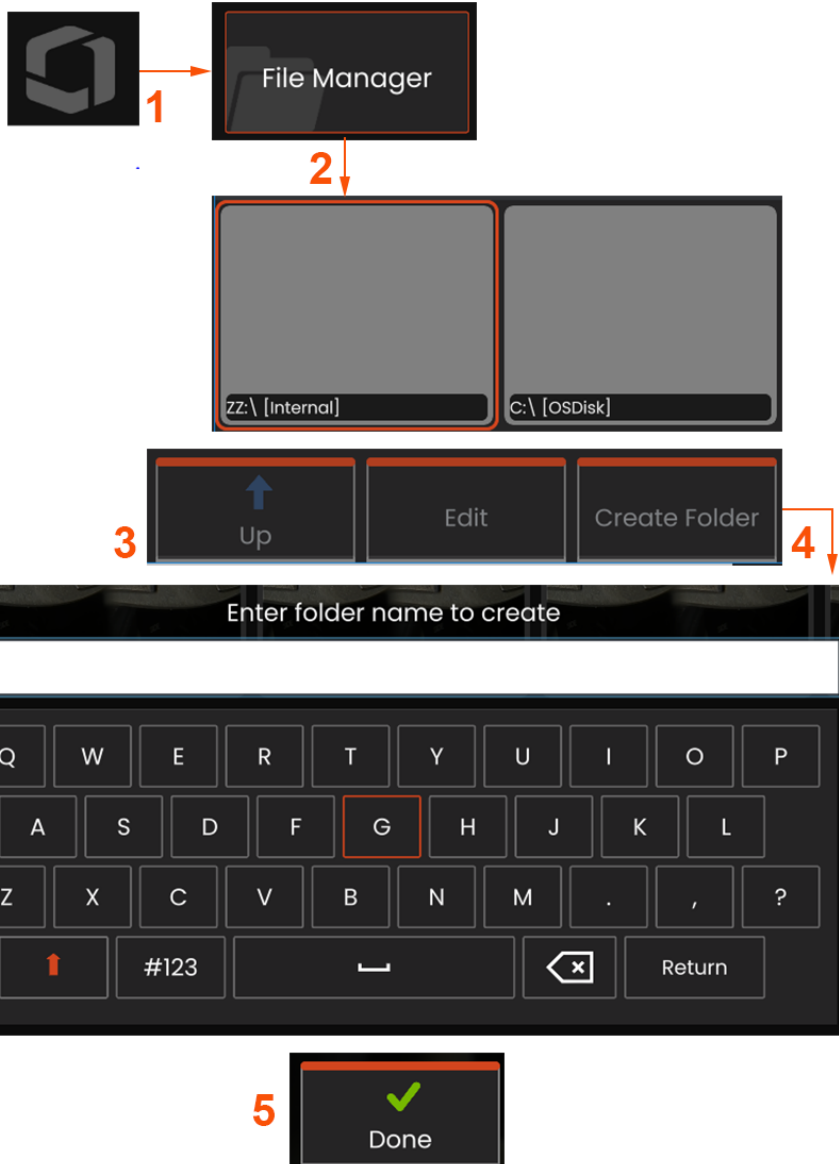 1
File Manager
2
ZZ:\ [Internal]
C:\ [OSDisk]
3
Up
Edit
Create Folder
4
Enter folder name to create
Q W E R T Y U I O P
A S D F G H J K L
Z X C V B N M . , ?
#123
Return
5
Done